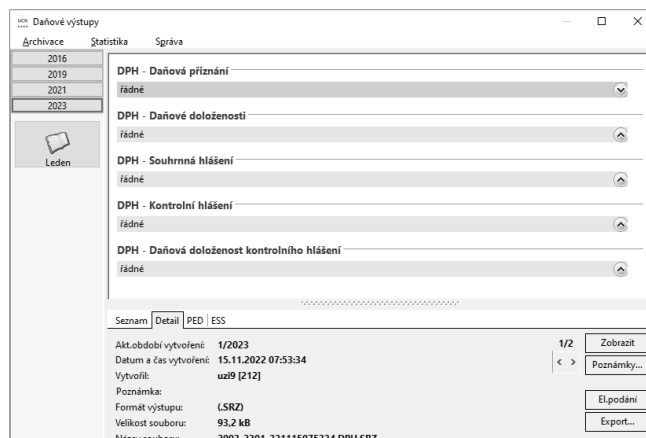 UCR Daňové výstupy
Archivace Statistika Správa
2016
2019
2021
2023
Leden
DPH - Daňová přiznání
řádné
DPH - Daňové doloženosti
řádné
DPH - Souhrnná hlášení
řádné
DPH - Kontrolní hlášení
řádné
DPH - Daňová doloženost kontrolního hlášení
řádné
Seznam Detail PED ESS
Akt.období vytvoření: 1/2023 1/2 Zobrazit
Datum a čas vytvoření: 15.11.2022 07:53:34 < > Poznámky...
Vytvořil: uzi9 [212]
Poznámka:
Formát výstupu: (.SRZ) El.podání
Velikost souboru: 93,2 kB Export...